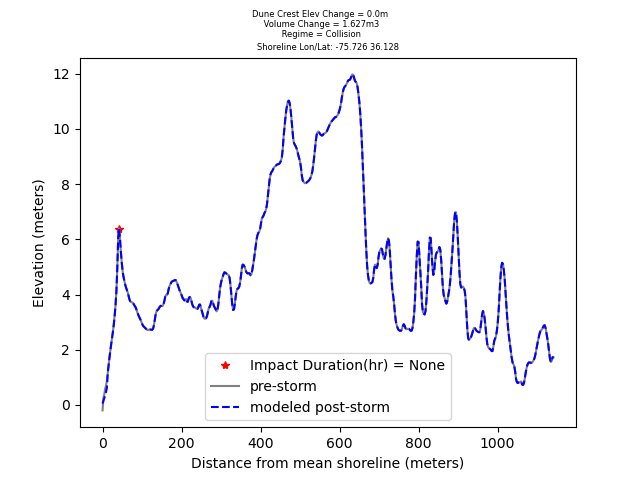 Dune Crest Elev Change = 0.0m
Volume Change = 1.627m3
Regime = Collision
Shoreline Lon/Lat: -75.726 36.128
12
10
8
6
4
2
0
Elevation (meters)
Impact Duration(hr) = None
pre-storm
modeled post-storm
0 200 400 600 800 1000
Distance from mean shoreline (meters)